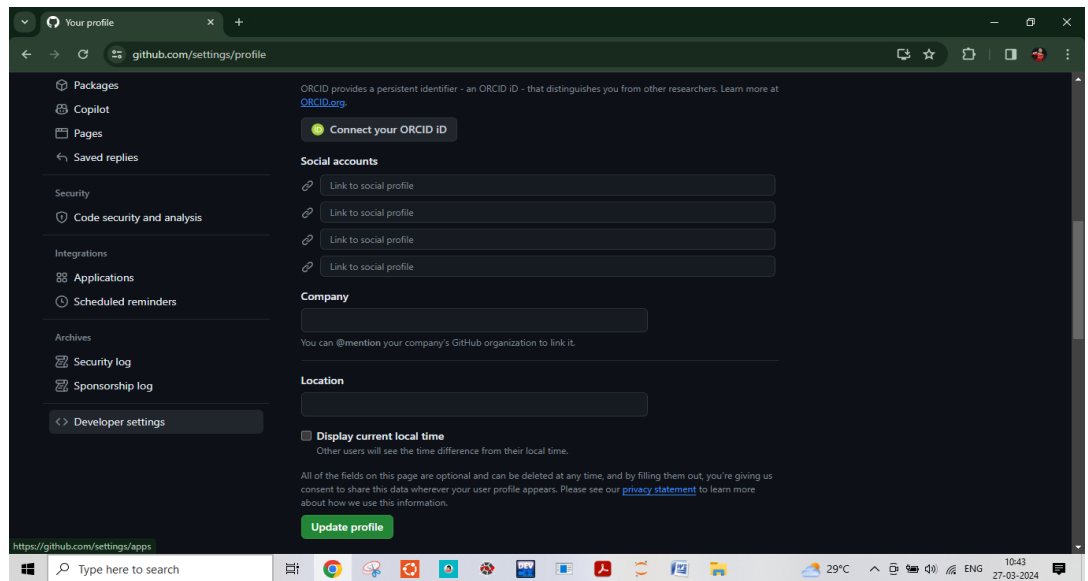 Your profile
github.com/settings/profile
Packages
Copilot
Pages
Saved replies
Security
Code security and analysis
Integrations
Applications
Scheduled reminders
Archives
Security log
Sponsorship log
Developer settings
ORCID provides a persistent identifier - an ORCID iD - that distinguishes you from other researchers. Learn more at
ORCID.org.
iD Connect your ORCID iD
Social accounts
Link to social profile
Link to social profile
Link to social profile
Link to social profile
Company
You can @mention your company's GitHub organization to link it.
Location
Display current local time
Other users will see the time difference from their local time.
All of the fields on this page are optional and can be deleted at any time, and by filling them out, you're giving us
consent to share this data wherever your user profile appears. Please see our privacy statement to learn more
about how we use this information.
Update profile
https://github.com/settings/apps
Type here to search
DEV
29°C
ENG
10:43
27-03-2024